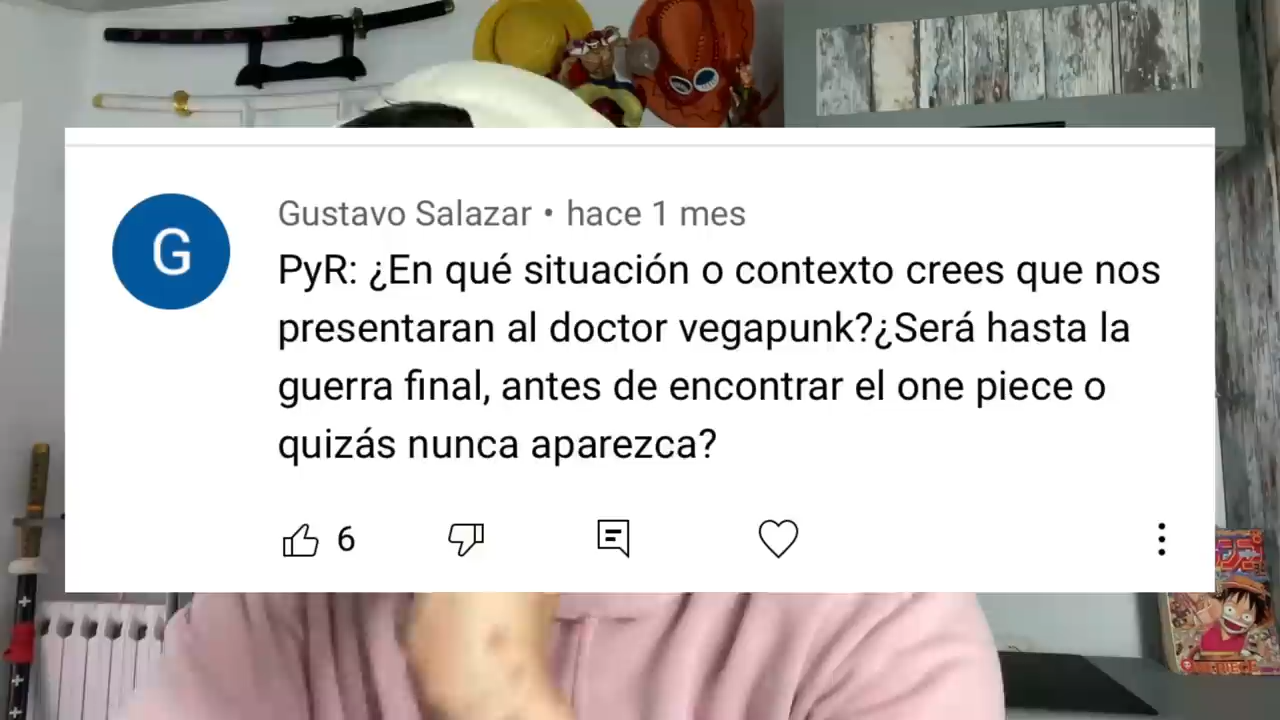 G
Gustavo Salazar • hace 1 mes
PyR: ¿En qué situación o contexto crees que nos
presentaran al doctor vegapunk?¿Será hasta la
guerra final, antes de encontrar el one piece o
quizás nunca aparezca?
6